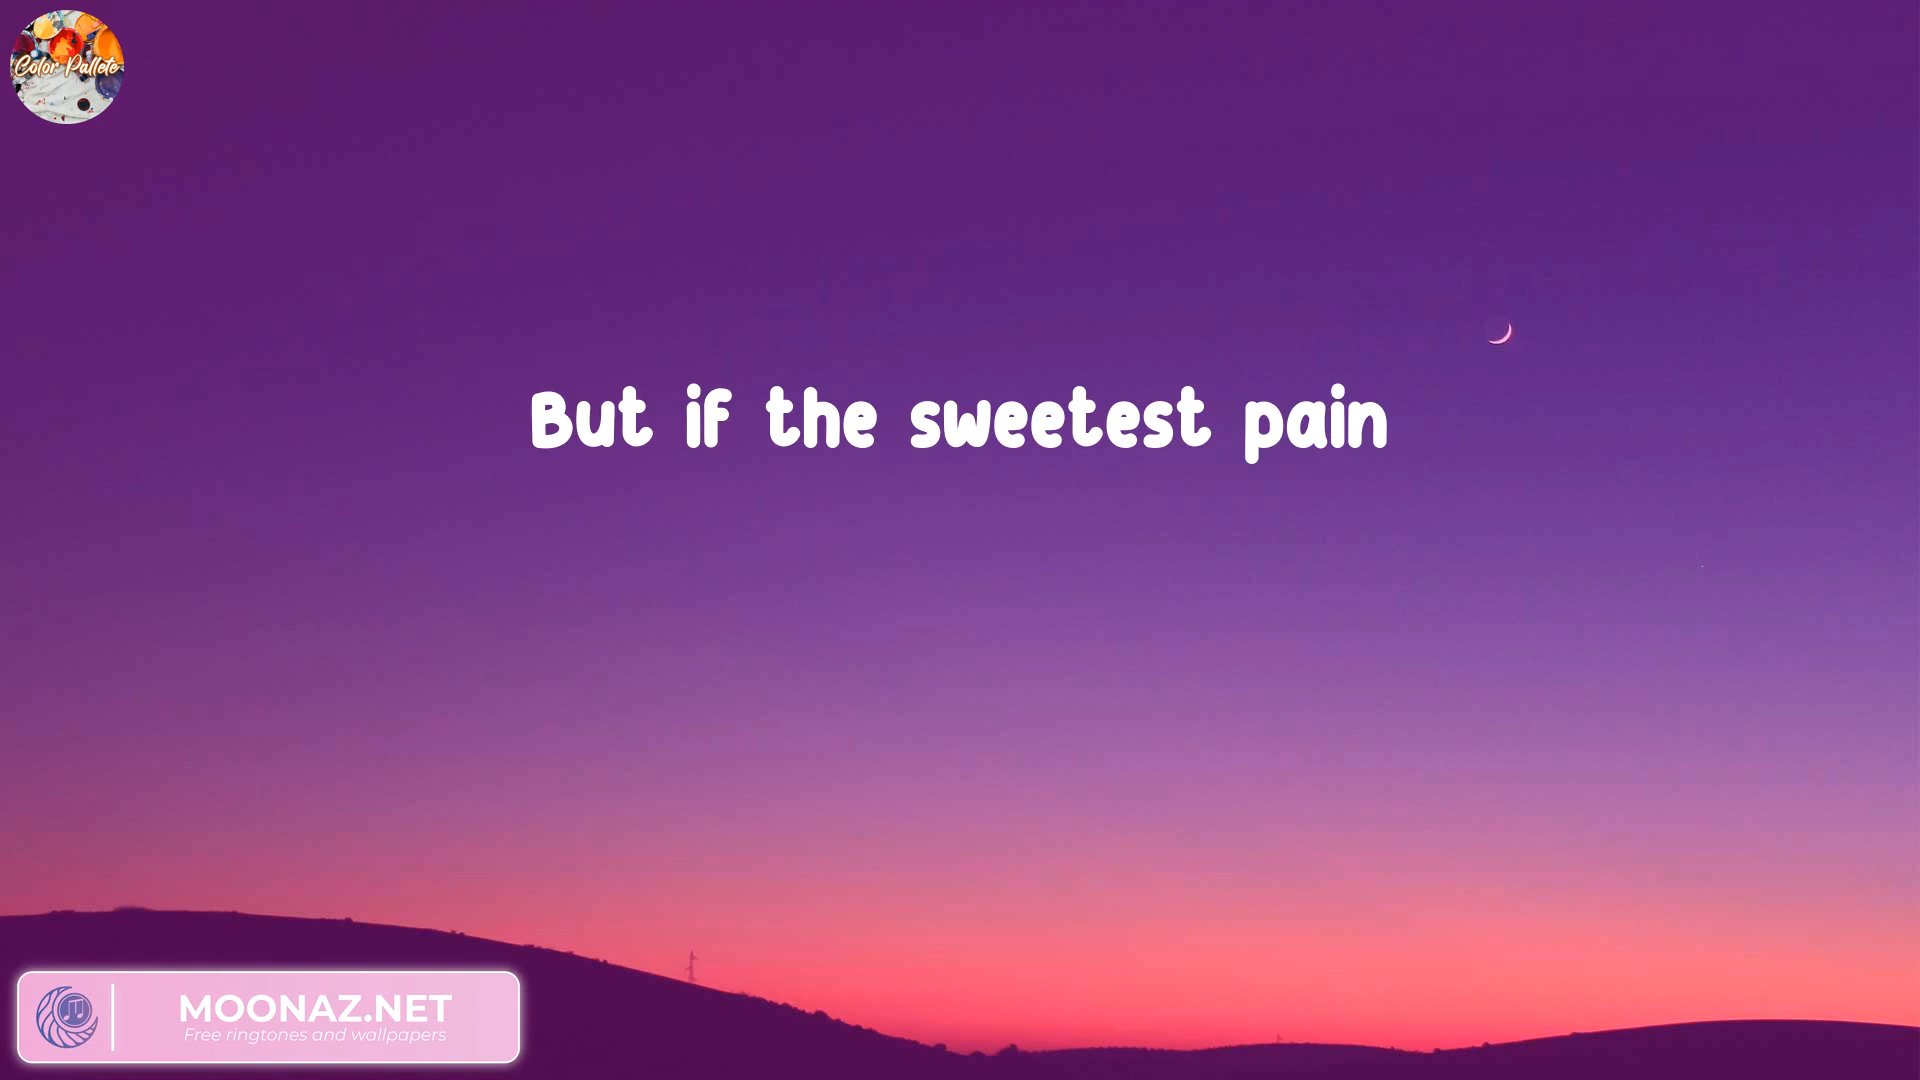 Color Pallete
But if the sweetest pain
MOONAZ.NET
Free ringtones and wallpapers